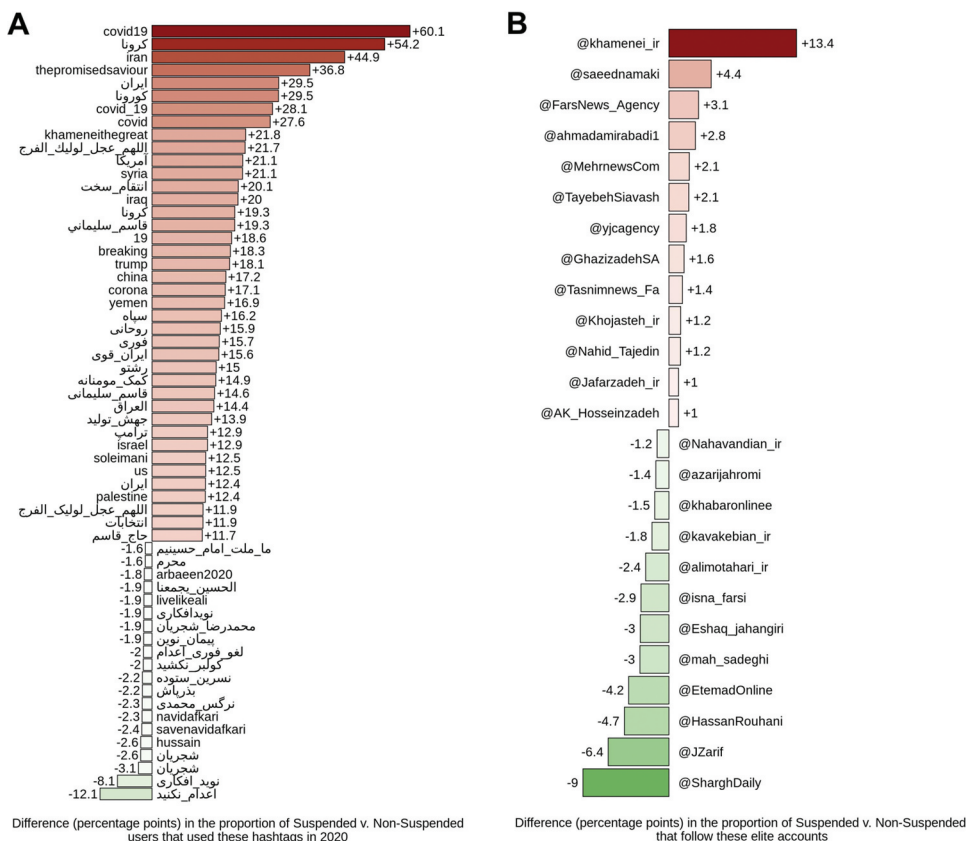 A
covid19 +60.1
کرونا +54.2
iran +44.9
thepromisedsaviour +36.8
ایران +29.5
کورونا +29.5
covid_19 +28.1
covid +27.6
khameneithegreat +21.8
اللهم_عجل_لوليك_الفرج +21.7
آمریکا +21.1
syria +21.1
انتقام_سخت +20.1
iraq +20
كرونا +19.3
قاسم_سليماني +19.3
19 +18.6
breaking +18.3
trump +18.1
china +17.2
corona +17.1
yemen +16.9
سپاه +16.2
روحانی +15.9
فوری +15.7
ایران_قوی +15.6
رشتو +15
کمک_مومنانه +14.9
قاسم_سلیمانی +14.6
العراق +14.4
جهش_تولید +13.9
ترامپ +12.9
israel +12.9
soleimani +12.5
us +12.5
ايران +12.4
palestine +12.4
اللهم_عجل_لولیک_الفرج +11.9
انتخابات +11.9
حاج_قاسم +11.7
-1.6 ما_ملت_امام_حسینیم
-1.6 محرم
-1.8 arbaeen2020
-1.9 الحسين_يجمعنا
-1.9 livelikeali
-1.9 نویدافکاری
-1.9 محمدرضا_شجریان
-1.9 پیمان_نوین
-2 لغو_فوری_اعدام
-2 کولبر_نکشید
-2.2 نسرین_ستوده
-2.2 بذرپاش
-2.3 نرگس_محمدی
-2.3 navidafkari
-2.4 savenavidafkari
-2.6 hussain
-2.6 شجریان
-3.1 شجريان
-8.1 نوید_افکاری
-12.1 اعدام_نکنید
Difference (percentage points) in the proportion of Suspended v. Non-Suspended
users that used these hashtags in 2020
B
@khamenei_ir +13.4
@saeednamaki +4.4
@FarsNews_Agency +3.1
@ahmadamirabadi1 +2.8
@MehrnewsCom +2.1
@TayebehSiavash +2.1
@yjcagency +1.8
@GhazizadehSA +1.6
@Tasnimnews_Fa +1.4
@Khojasteh_ir +1.2
@Nahid_Tajedin +1.2
@Jafarzadeh_ir +1
@AK_Hosseinzadeh +1
-1.2 @Nahavandian_ir
-1.4 @azarijahromi
-1.5 @khabaronlinee
-1.8 @kavakebian_ir
-2.4 @alimotahari_ir
-2.9 @isna_farsi
-3 @Eshaq_jahangiri
-3 @mah_sadeghi
-4.2 @EtemadOnline
-4.7 @HassanRouhani
-6.4 @JZarif
-9 @SharghDaily
Difference (percentage points) in the proportion of Suspended v. Non-Suspended
that follow these elite accounts